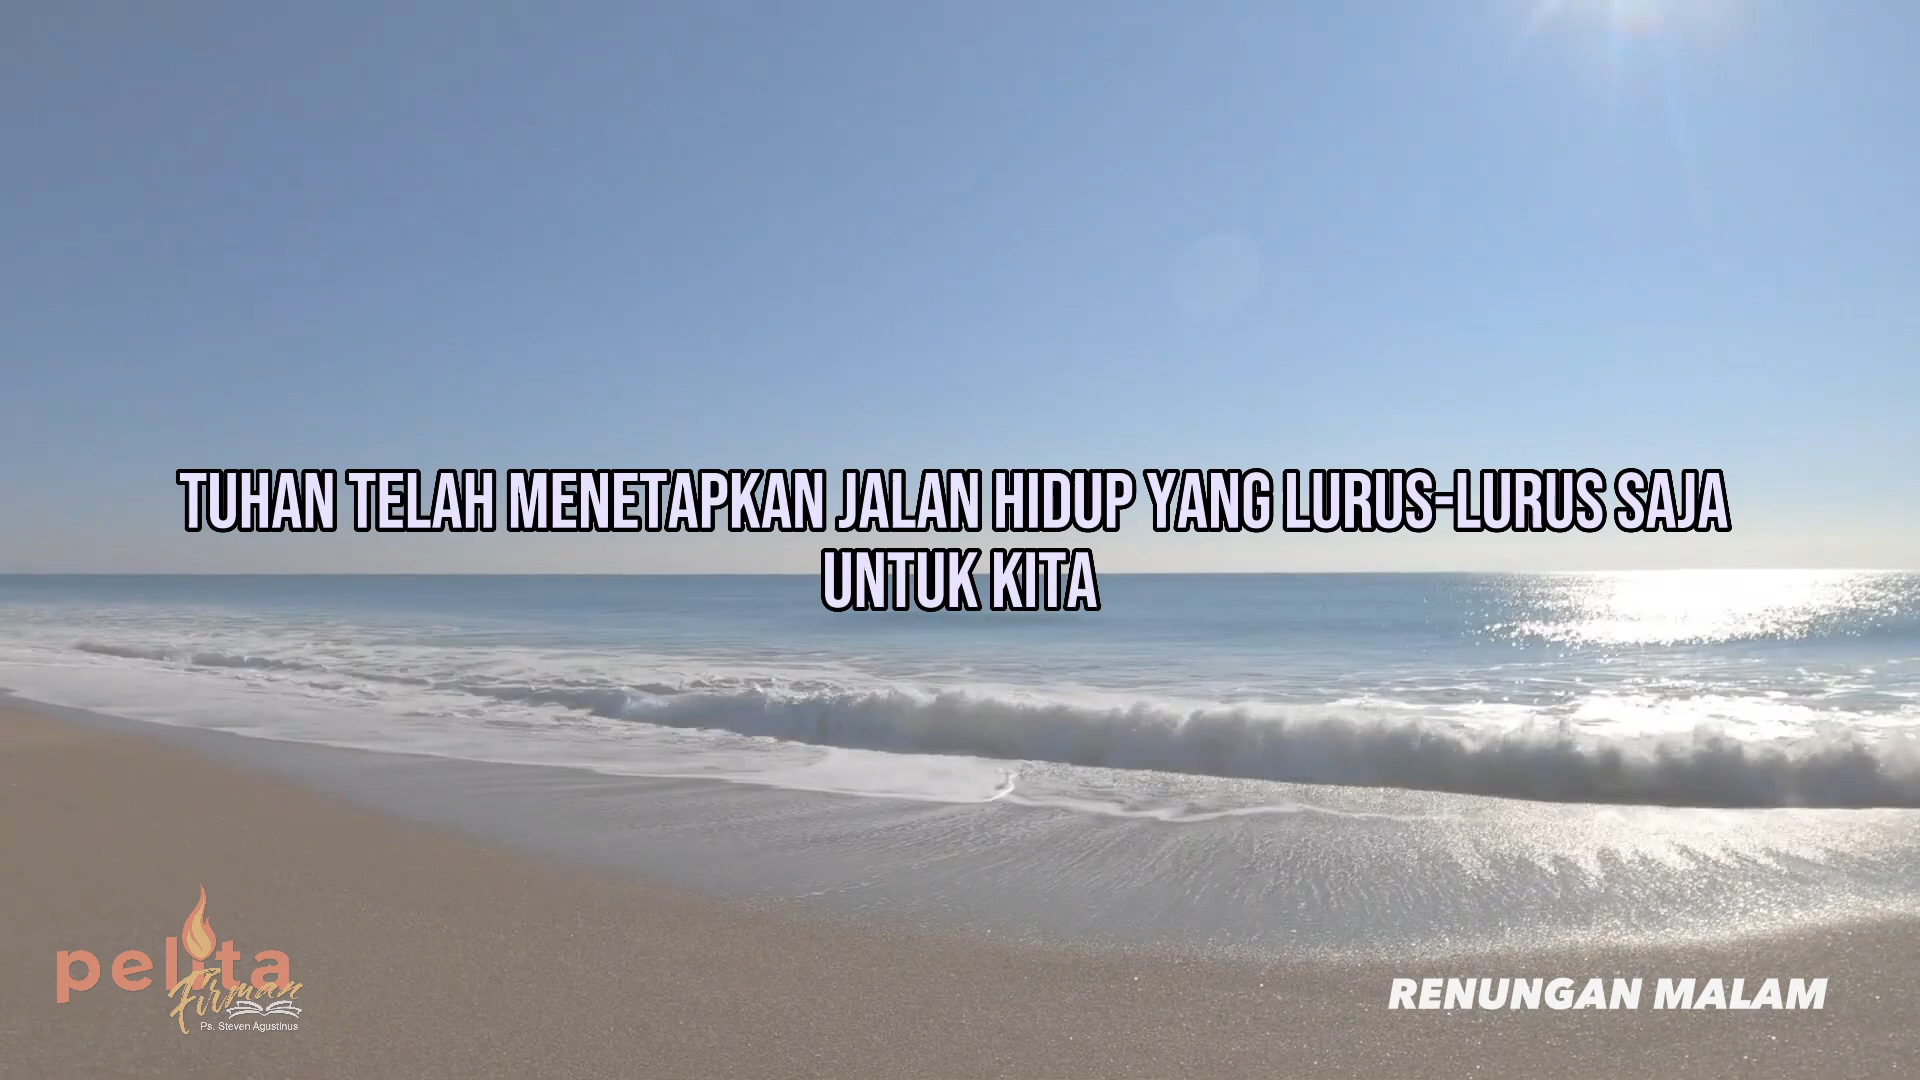 TUHAN TELAH MENETAPKAN JALAN HIDUP YANG LURUS-LURUS SAJA
UNTUK KITA
pelita
Firman
Ps. Steven Agustinus
RENUNGAN MALAM